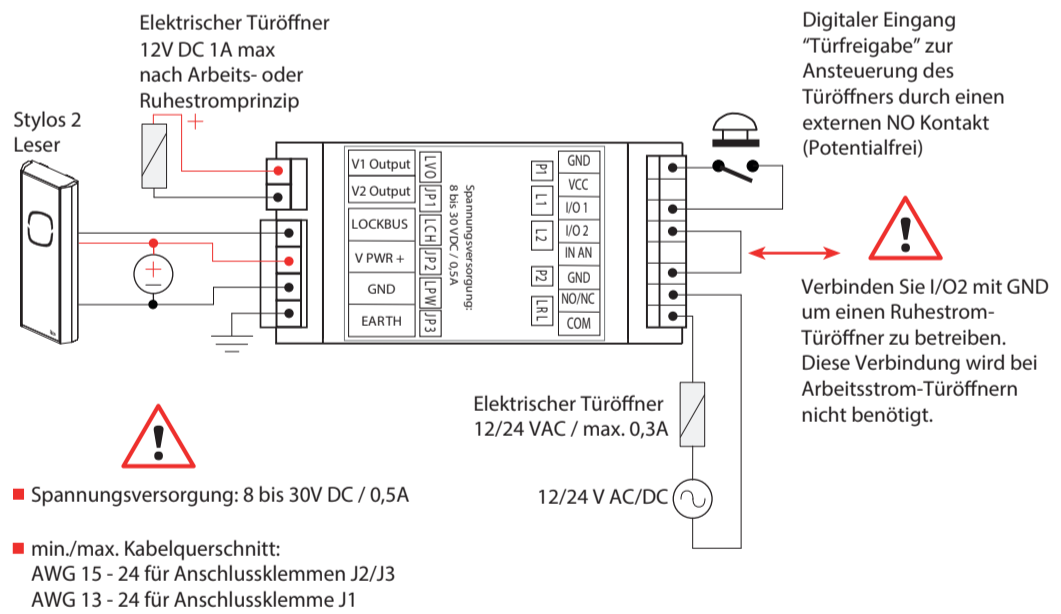 Elektrischer Türöffner
12V DC 1A max
nach Arbeits- oder
Ruhestromprinzip
Digitaler Eingang
“Türfreigabe” zur
Ansteuerung des
Türöffners durch einen
externen NO Kontakt
(Potentialfrei)
Stylos 2
Leser
+
V1 Output
V2 Output
LOCKBUS
V PWR +
GND
EARTH
LVO
JP1
LCH
JP2
LPW
JP3
Spannungsversorgung:
8 bis 30 VDC / 0,5A
P1
L1
L2
P2
LRL
GND
VCC
I/O 1
I/O 2
IN AN
GND
NO/NC
COM
+
−
!
Verbinden Sie I/O2 mit GND
um einen Ruhestrom-
Türöffner zu betreiben.
Diese Verbindung wird bei
Arbeitsstrom-Türöffnern
nicht benötigt.
Elektrischer Türöffner
12/24 VAC / max. 0,3A
12/24 V AC/DC
!
Spannungsversorgung: 8 bis 30V DC / 0,5A
min./max. Kabelquerschnitt:
AWG 15 - 24 für Anschlussklemmen J2/J3
AWG 13 - 24 für Anschlussklemme J1